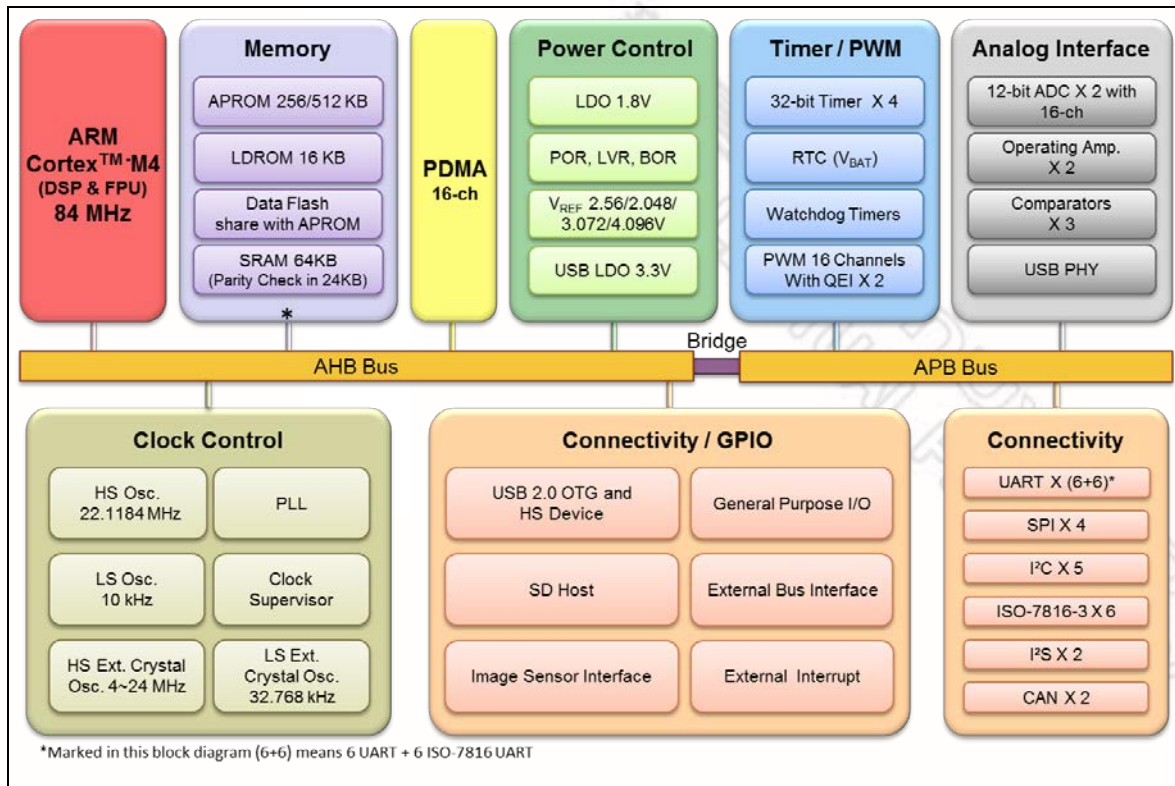 ARM
Cortex™-M4
(DSP & FPU)
84 MHz
Memory
APROM 256/512 KB
LDROM 16 KB
Data Flash
share with APROM
SRAM 64KB
(Parity Check in 24KB)
*
PDMA
16-ch
Power Control
LDO 1.8V
POR, LVR, BOR
VREF 2.56/2.048/
3.072/4.096V
USB LDO 3.3V
Timer / PWM
32-bit Timer X 4
RTC (VBAT)
Watchdog Timers
PWM 16 Channels
With QEI X 2
Analog Interface
12-bit ADC X 2 with
16-ch
Operating Amp.
X 2
Comparators
X 3
USB PHY
AHB Bus
Bridge
APB Bus
Clock Control
HS Osc.
22.1184 MHz
PLL
LS Osc.
10 kHz
Clock
Supervisor
HS Ext. Crystal
Osc. 4~24 MHz
LS Ext.
Crystal Osc.
32.768 kHz
Connectivity / GPIO
USB 2.0 OTG and
HS Device
General Purpose I/O
SD Host
External Bus Interface
Image Sensor Interface
External Interrupt
Connectivity
UART X (6+6)*
SPI X 4
I²C X 5
ISO-7816-3 X 6
I²S X 2
CAN X 2
*Marked in this block diagram (6+6) means 6 UART + 6 ISO-7816 UART